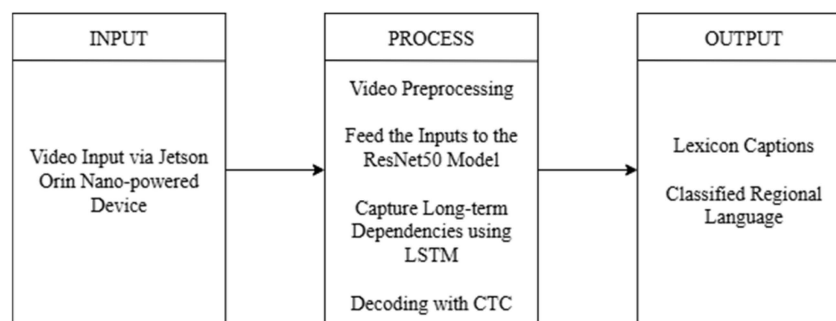 INPUT
Video Input via Jetson
Orin Nano-powered
Device
PROCESS
Video Preprocessing
Feed the Inputs to the
ResNet50 Model
Capture Long-term
Dependencies using
LSTM
Decoding with CTC
OUTPUT
Lexicon Captions
Classified Regional
Language